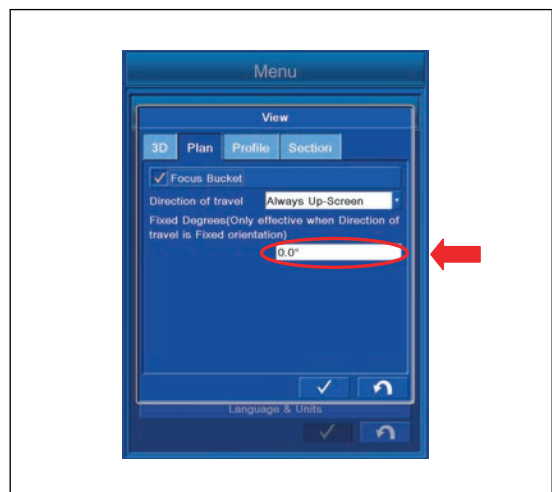 Menu
View
3D Plan Profile Section
Focus Bucket
Direction of travel Always Up-Screen
Fixed Degrees(Only effective when Direction of
travel is Fixed orientation)
0.0°
Language & Units